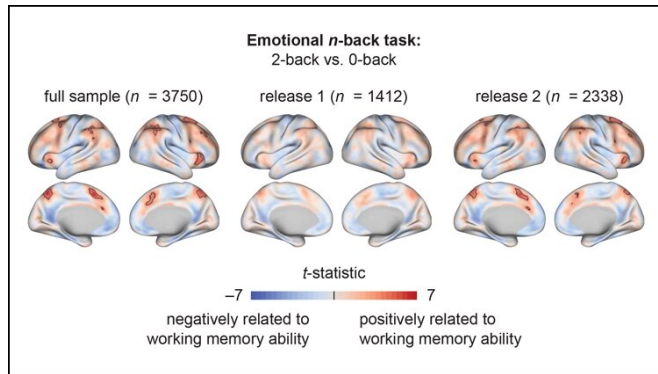 Emotional n-back task:
2-back vs. 0-back
full sample (n = 3750)
release 1 (n = 1412)
release 2 (n = 2338)
t-statistic
–7
7
negatively related to
working memory ability
positively related to
working memory ability